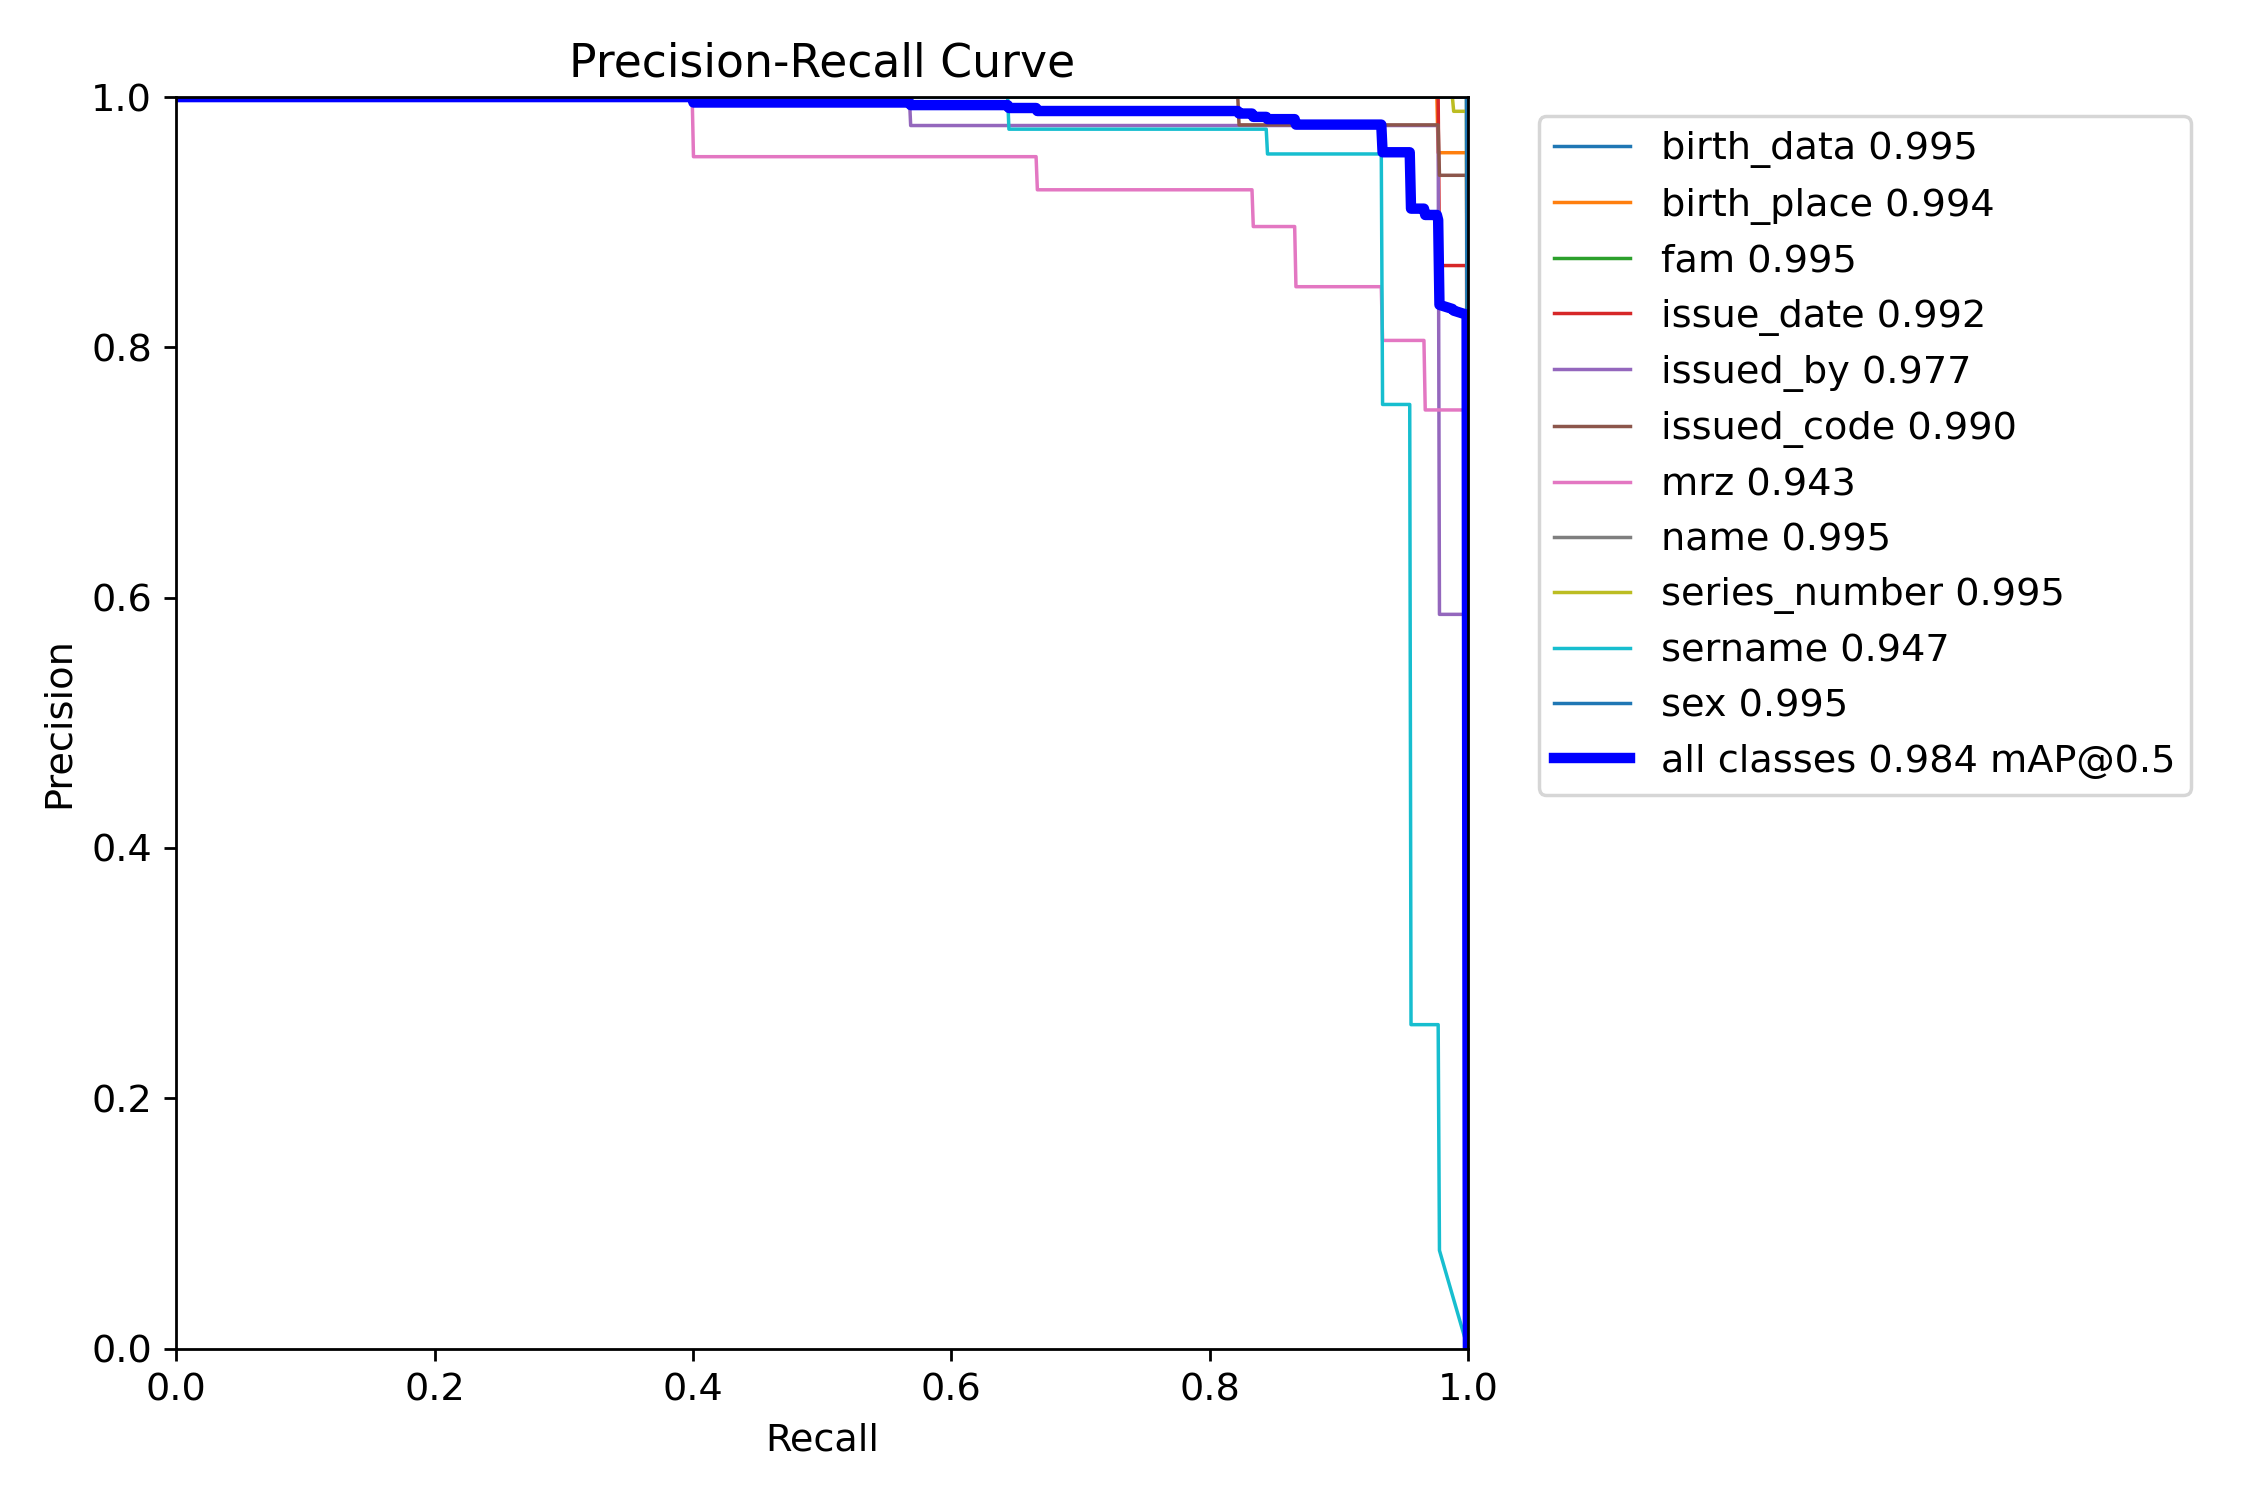 Precision-Recall Curve
1.0
0.8
0.6
0.4
0.2
0.0
Precision
0.0 0.2 0.4 0.6 0.8 1.0
Recall
birth_data 0.995
birth_place 0.994
fam 0.995
issue_date 0.992
issued_by 0.977
issued_code 0.990
mrz 0.943
name 0.995
series_number 0.995
sername 0.947
sex 0.995
all classes 0.984 mAP@0.5